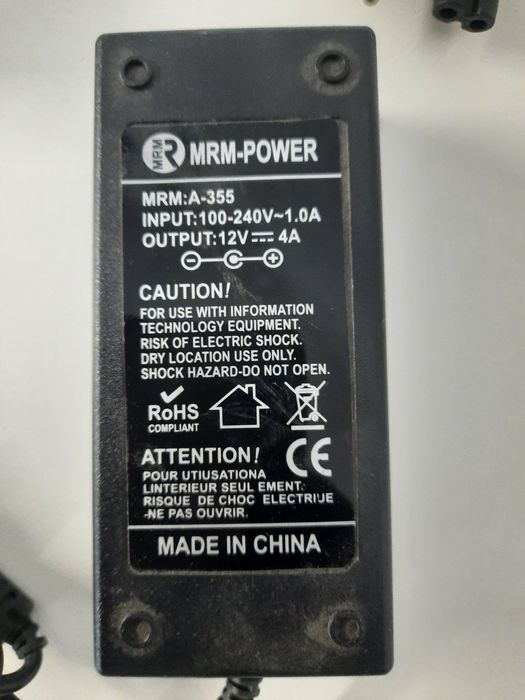 MRM R MRM-POWER
MRM:A-355
INPUT:100-240V~1.0A
OUTPUT:12V⎓4A
CAUTION!
FOR USE WITH INFORMATION
TECHNOLOGY EQUIPMENT.
RISK OF ELECTRIC SHOCK.
DRY LOCATION USE ONLY.
SHOCK HAZARD-DO NOT OPEN.
RoHS
COMPLIANT
CE
ATTENTION!
POUR UTIUSATIONA
LINTERIEUR SEUL EMENT.
RISQUE DE CHOC ELECTRIUE
-NE PAS OUVRIR.
MADE IN CHINA